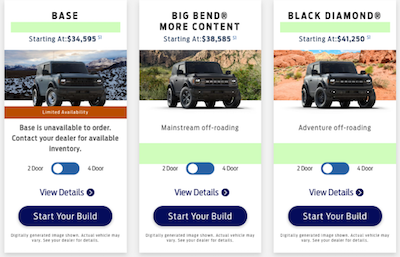 BASE
Starting At:$34,595
Limited Availability
Base is unavailable to order.
Contact your dealer for available
inventory.
2 Door 4 Door
View Details
Start Your Build
Digitally generated image shown. Actual vehicle may
vary. See your dealer for details.
BIG BEND®
MORE CONTENT
Starting At:$38,585
Mainstream off-roading
2 Door 4 Door
View Details
Start Your Build
Digitally generated image shown. Actual vehicle may
vary. See your dealer for details.
BLACK DIAMOND®
Starting At:$41,250
Adventure off-roading
2 Door 4 Door
View Details
Start Your Build
Digitally generated image shown. Actual vehicle may
vary. See your dealer for details.